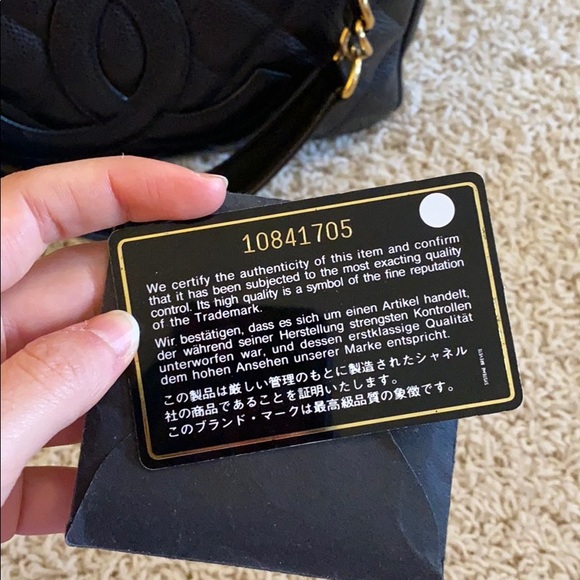 10841705
We certify the authenticity of this item and confirm
that it has been subjected to the most exacting quality
control. Its high quality is a symbol of the fine reputation
of the Trademark.
Wir bestätigen, dass es sich um einen Artikel handelt,
der während seiner Herstellung strengsten Kontrollen
unterworfen war, und dessen erstklassige Qualität
dem hohen Ansehen unserer Marke entspricht.
この製品は厳しい管理のもとに製造されたシャネル
社の商品であることを証明いたします。
このブランド・マークは最高級品質の象徴です。